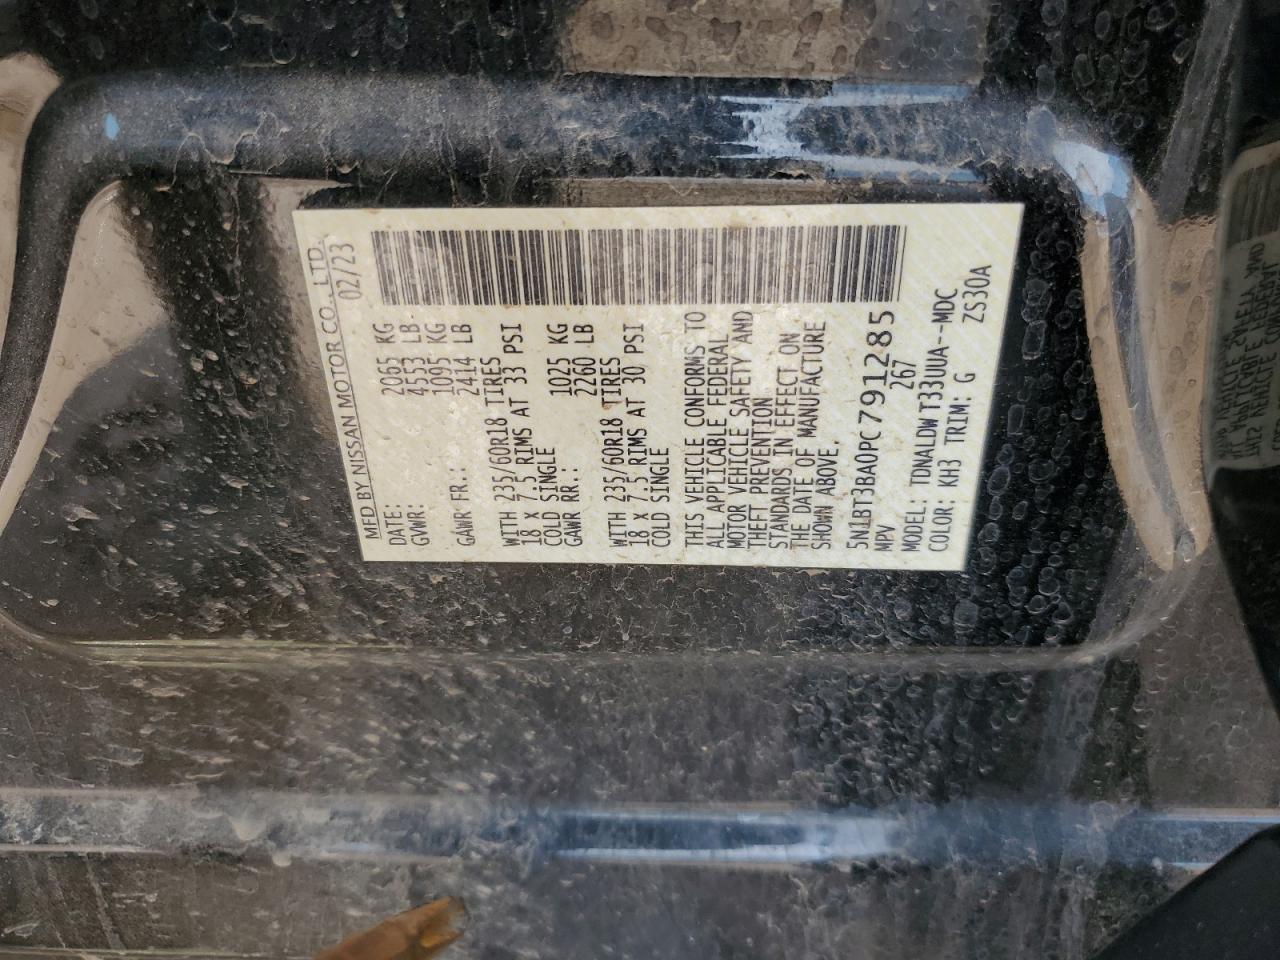 MFD BY NISSAN MOTOR CO., LTD.
DATE: 02/23
GVWR: 2065 KG
4553 LB
GAWR FR.: 1095 KG
2414 LB
WITH 235/60R18 TIRES
18 X 7.5 RIMS AT 33 PSI
COLD SINGLE
GAWR RR.: 1025 KG
2260 LB
WITH 235/60R18 TIRES
18 X 7.5 RIMS AT 30 PSI
COLD SINGLE
THIS VEHICLE CONFORMS TO
ALL APPLICABLE FEDERAL
MOTOR VEHICLE SAFETY AND
THEFT PREVENTION
STANDARDS IN EFFECT ON
THE DATE OF MANUFACTURE
SHOWN ABOVE.
5N1BT3BA0PC791285
MPV 267
MODEL: TDNALDW T33UUA--MDC
COLOR: KH3 TRIM: G ZS30A